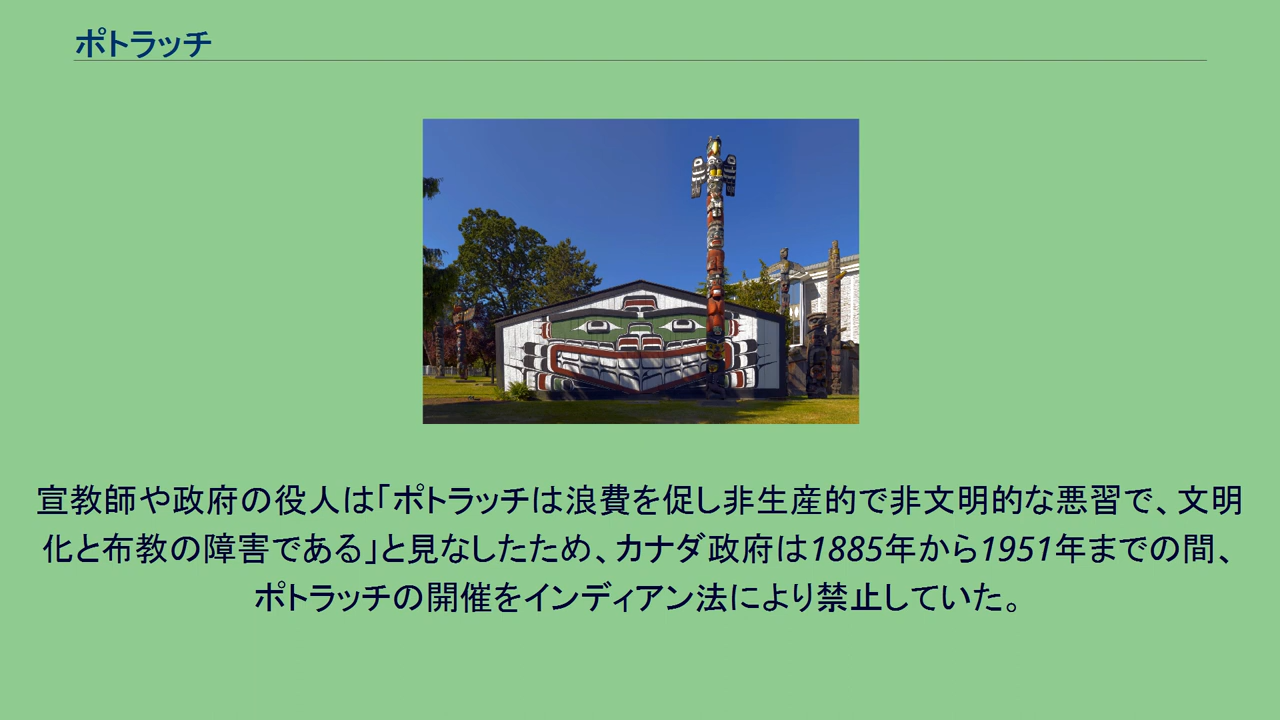 ポトラッチ
宣教師や政府の役人は「ポトラッチは浪費を促し非生産的で非文明的な悪習で、文明
化と布教の障害である」と見なしたため、カナダ政府は1885年から1951年までの間、
ポトラッチの開催をインディアン法により禁止していた。